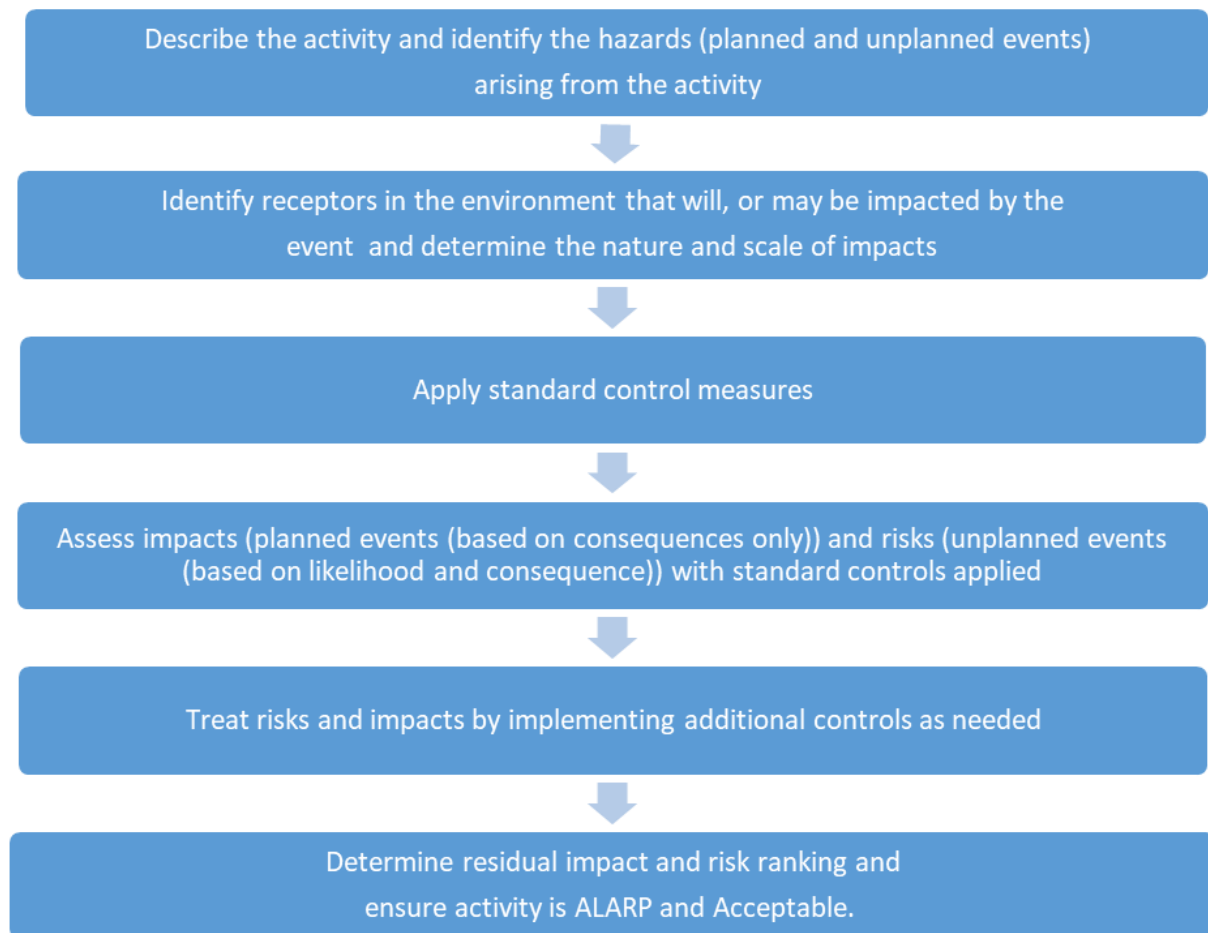 Describe the activity and identify the hazards (planned and unplanned events)
arising from the activity
Identify receptors in the environment that will, or may be impacted by the
event  and determine the nature and scale of impacts
Apply standard control measures
Assess impacts (planned events (based on consequences only)) and risks (unplanned events
(based on likelihood and consequence)) with standard controls applied
Treat risks and impacts by implementing additional controls as needed
Determine residual impact and risk ranking and
ensure activity is ALARP and Acceptable.